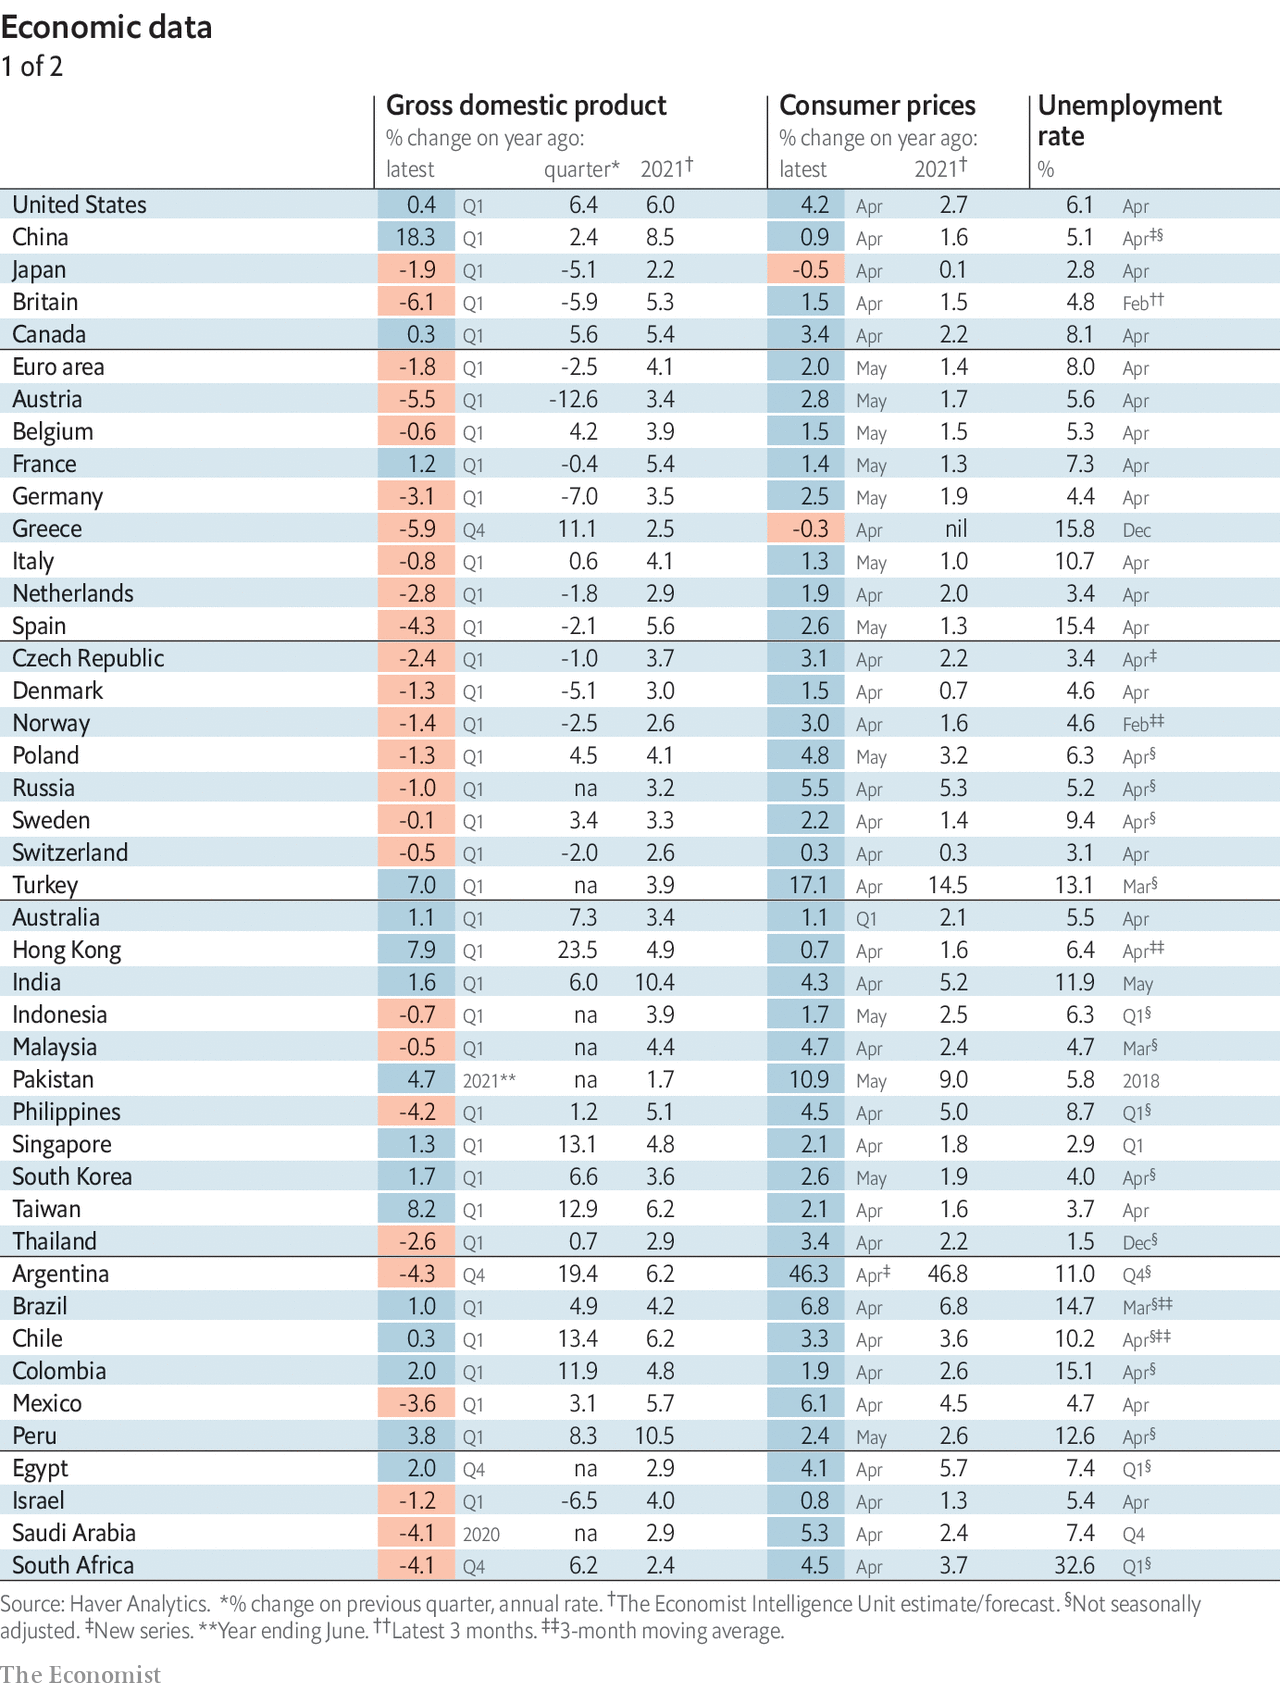 Economic data
1 of 2
Gross domestic product Consumer prices Unemployment
% change on year ago: % change on year ago: rate
latest quarter* 2021† latest 2021† %
United States 0.4 Q1 6.4 6.0 4.2 Apr 2.7 6.1 Apr
China 18.3 Q1 2.4 8.5 0.9 Apr 1.6 5.1 Apr‡§
Japan -1.9 Q1 -5.1 2.2 -0.5 Apr 0.1 2.8 Apr
Britain -6.1 Q1 -5.9 5.3 1.5 Apr 1.5 4.8 Feb††
Canada 0.3 Q1 5.6 5.4 3.4 Apr 2.2 8.1 Apr
Euro area -1.8 Q1 -2.5 4.1 2.0 May 1.4 8.0 Apr
Austria -5.5 Q1 -12.6 3.4 2.8 May 1.7 5.6 Apr
Belgium -0.6 Q1 4.2 3.9 1.5 May 1.5 5.3 Apr
France 1.2 Q1 -0.4 5.4 1.4 May 1.3 7.3 Apr
Germany -3.1 Q1 -7.0 3.5 2.5 May 1.9 4.4 Apr
Greece -5.9 Q4 11.1 2.5 -0.3 Apr nil 15.8 Dec
Italy -0.8 Q1 0.6 4.1 1.3 May 1.0 10.7 Apr
Netherlands -2.8 Q1 -1.8 2.9 1.9 Apr 2.0 3.4 Apr
Spain -4.3 Q1 -2.1 5.6 2.6 May 1.3 15.4 Apr
Czech Republic -2.4 Q1 -1.0 3.7 3.1 Apr 2.2 3.4 Apr‡
Denmark -1.3 Q1 -5.1 3.0 1.5 Apr 0.7 4.6 Apr
Norway -1.4 Q1 -2.5 2.6 3.0 Apr 1.6 4.6 Feb‡‡
Poland -1.3 Q1 4.5 4.1 4.8 May 3.2 6.3 Apr§
Russia -1.0 Q1 na 3.2 5.5 Apr 5.3 5.2 Apr§
Sweden -0.1 Q1 3.4 3.3 2.2 Apr 1.4 9.4 Apr§
Switzerland -0.5 Q1 -2.0 2.6 0.3 Apr 0.3 3.1 Apr
Turkey 7.0 Q1 na 3.9 17.1 Apr 14.5 13.1 Mar§
Australia 1.1 Q1 7.3 3.4 1.1 Q1 2.1 5.5 Apr
Hong Kong 7.9 Q1 23.5 4.9 0.7 Apr 1.6 6.4 Apr‡‡
India 1.6 Q1 6.0 10.4 4.3 Apr 5.2 11.9 May
Indonesia -0.7 Q1 na 3.9 1.7 May 2.5 6.3 Q1§
Malaysia -0.5 Q1 na 4.4 4.7 Apr 2.4 4.7 Mar§
Pakistan 4.7 2021** na 1.7 10.9 May 9.0 5.8 2018
Philippines -4.2 Q1 1.2 5.1 4.5 Apr 5.0 8.7 Q1§
Singapore 1.3 Q1 13.1 4.8 2.1 Apr 1.8 2.9 Q1
South Korea 1.7 Q1 6.6 3.6 2.6 May 1.9 4.0 Apr§
Taiwan 8.2 Q1 12.9 6.2 2.1 Apr 1.6 3.7 Apr
Thailand -2.6 Q1 0.7 2.9 3.4 Apr 2.2 1.5 Dec§
Argentina -4.3 Q4 19.4 6.2 46.3 Apr‡ 46.8 11.0 Q4§
Brazil 1.0 Q1 4.9 4.2 6.8 Apr 6.8 14.7 Mar§‡‡
Chile 0.3 Q1 13.4 6.2 3.3 Apr 3.6 10.2 Apr§‡‡
Colombia 2.0 Q1 11.9 4.8 1.9 Apr 2.6 15.1 Apr§
Mexico -3.6 Q1 3.1 5.7 6.1 Apr 4.5 4.7 Apr
Peru 3.8 Q1 8.3 10.5 2.4 May 2.6 12.6 Apr§
Egypt 2.0 Q4 na 2.9 4.1 Apr 5.7 7.4 Q1§
Israel -1.2 Q1 -6.5 4.0 0.8 Apr 1.3 5.4 Apr
Saudi Arabia -4.1 2020 na 2.9 5.3 Apr 2.4 7.4 Q4
South Africa -4.1 Q4 6.2 2.4 4.5 Apr 3.7 32.6 Q1§
Source: Haver Analytics. *% change on previous quarter, annual rate. †The Economist Intelligence Unit estimate/forecast. §Not seasonally
adjusted. ‡New series. **Year ending June. ††Latest 3 months. ‡‡3-month moving average.
The Economist